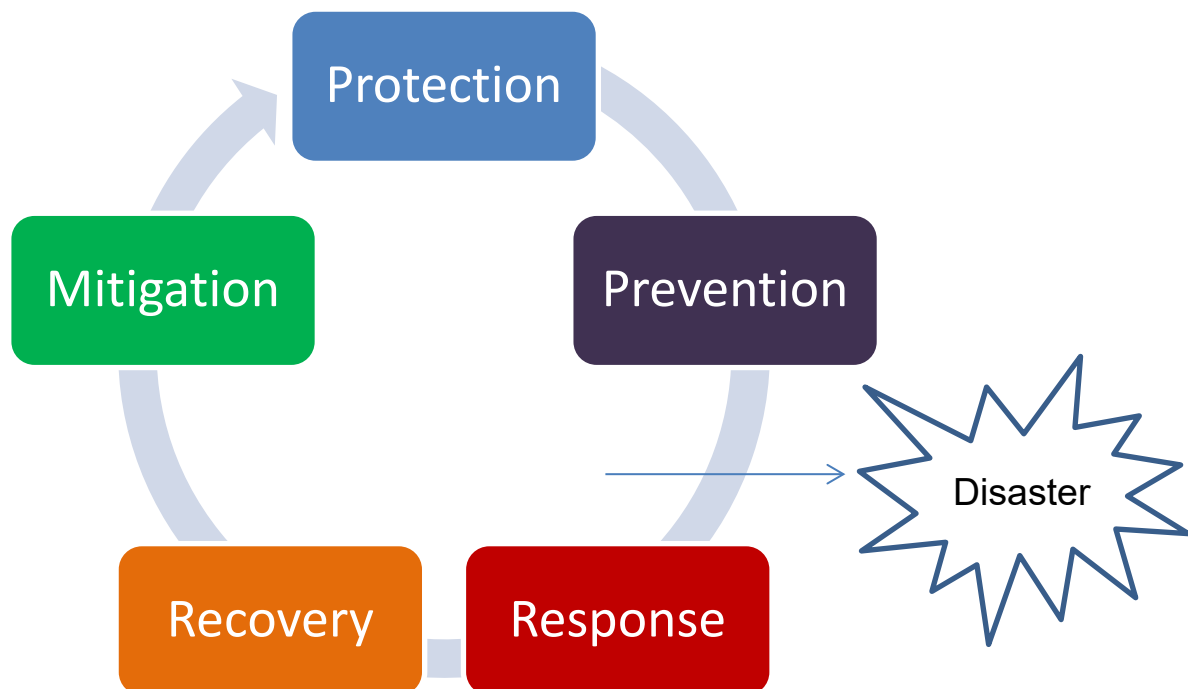 Protection
Mitigation
Prevention
Disaster
Recovery
Response